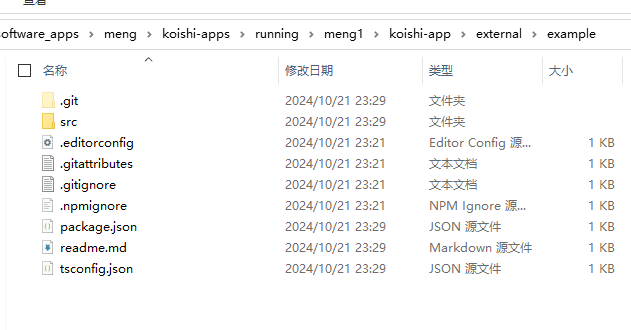 查看
software_apps > meng > koishi-apps > running > meng1 > koishi-app > external > example
名称 修改日期 类型 大小
.git 2024/10/21 23:29 文件夹
src 2024/10/21 23:29 文件夹
.editorconfig 2024/10/21 23:21 Editor Config 源... 1 KB
.gitattributes 2024/10/21 23:21 文本文档 1 KB
.gitignore 2024/10/21 23:21 文本文档 1 KB
.npmignore 2024/10/21 23:21 NPM Ignore 源... 1 KB
package.json 2024/10/21 23:29 JSON 源文件 1 KB
readme.md 2024/10/21 23:29 Markdown 源文件 1 KB
tsconfig.json 2024/10/21 23:29 JSON 源文件 1 KB